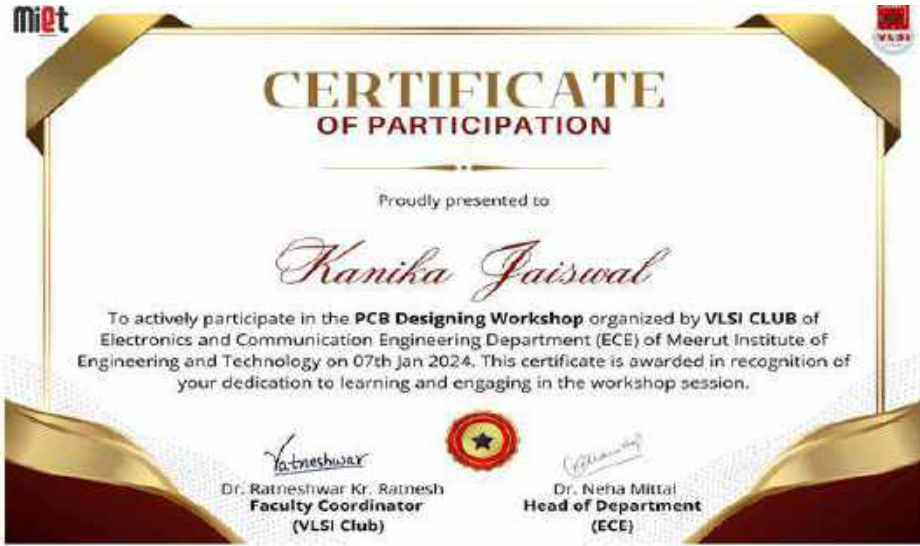 miet
VLSI
CERTIFICATE
OF PARTICIPATION
Proudly presented to
Kanika Jaiswal
To actively participate in the PCB Designing Workshop organized by VLSI CLUB of
Electronics and Communication Engineering Department (ECE) of Meerut Institute of
Engineering and Technology on 07th Jan 2024. This certificate is awarded in recognition of
your dedication to learning and engaging in the workshop session.
Ratneshwar
Dr. Ratneshwar Kr. Ratnesh
Faculty Coordinator
(VLSI Club)
Dr. Neha Mittal
Head of Department
(ECE)